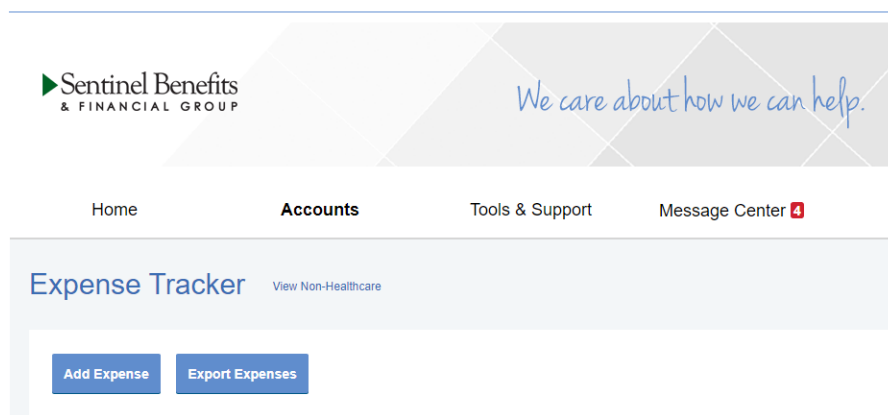 Sentinel Benefits
& FINANCIAL GROUP
We care about how we can help.
Home Accounts Tools & Support Message Center 4
Expense Tracker View Non-Healthcare
Add Expense Export Expenses